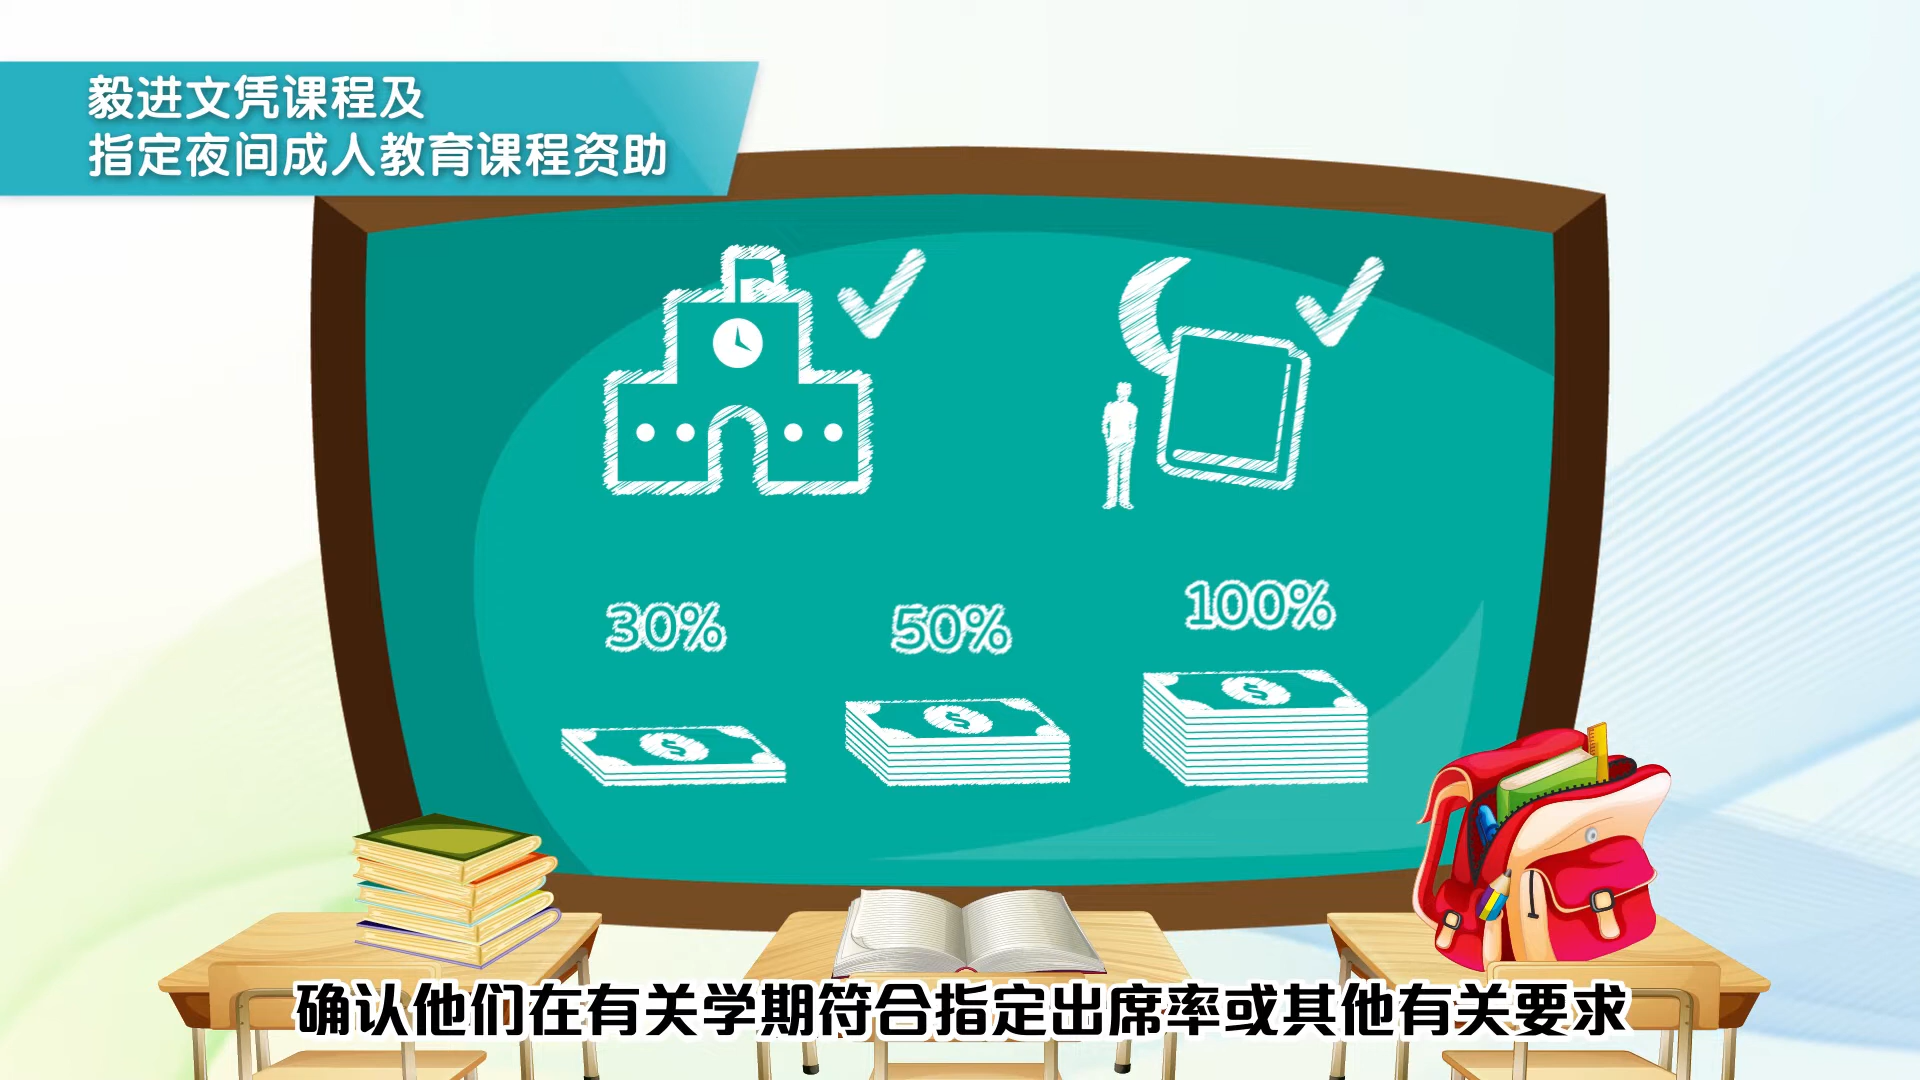 毅进文凭课程及
指定夜间成人教育课程资助
30%
50%
100%
$
$
$
确认他们在有关学期符合指定出席率或其他有关要求